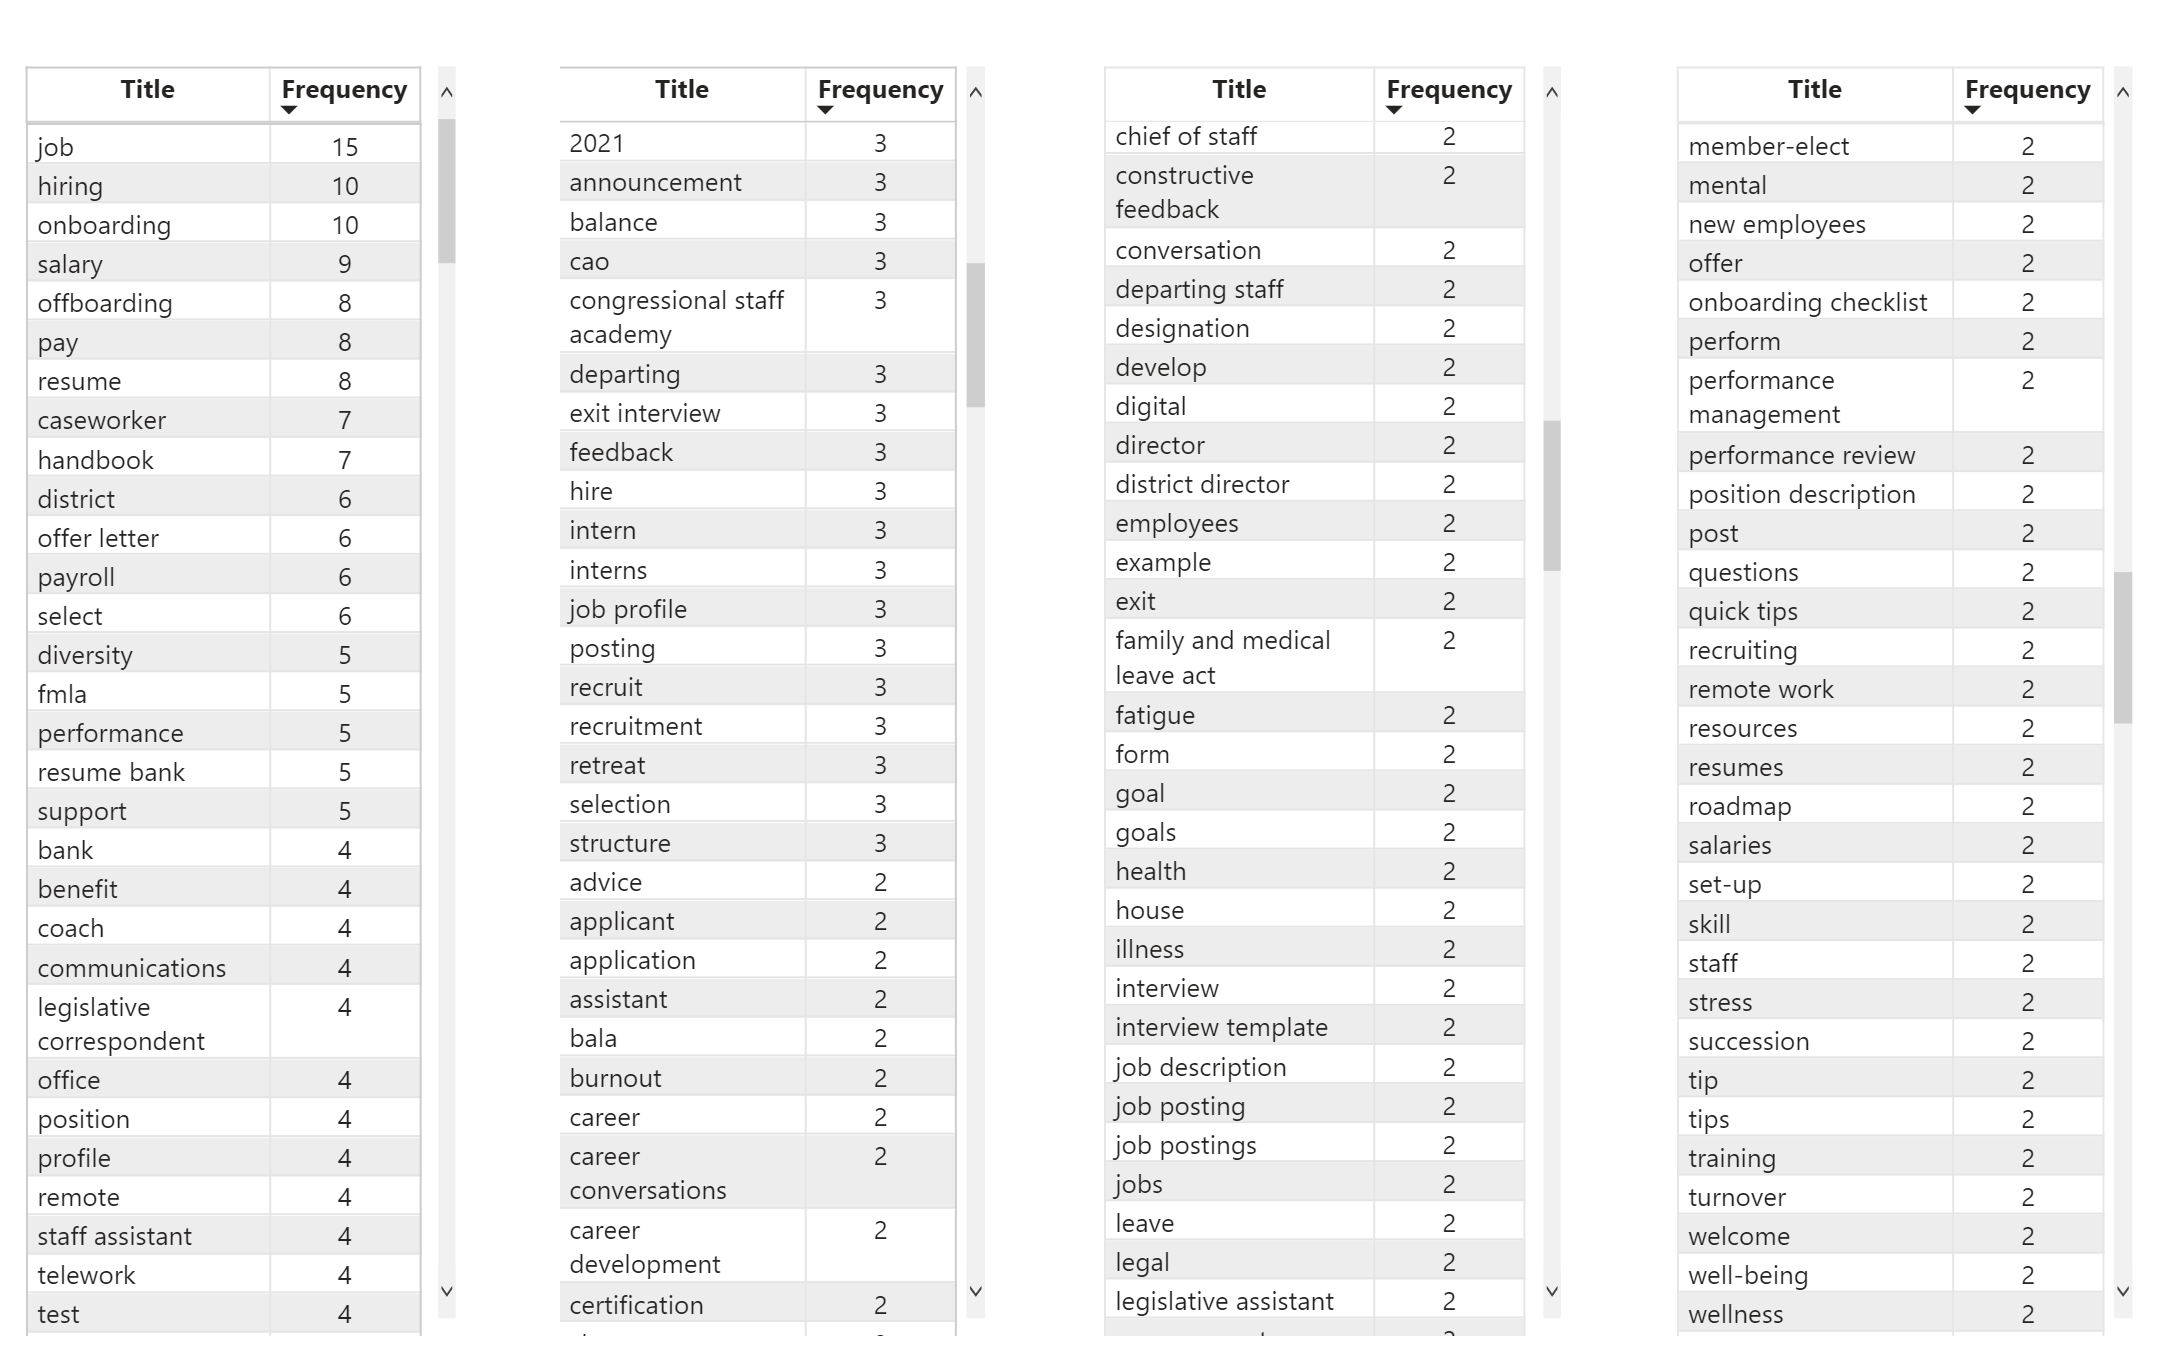 Title Frequency
job 15
hiring 10
onboarding 10
salary 9
offboarding 8
pay 8
resume 8
caseworker 7
handbook 7
district 6
offer letter 6
payroll 6
select 6
diversity 5
fmla 5
performance 5
resume bank 5
support 5
bank 4
benefit 4
coach 4
communications 4
legislative 4
correspondent
office 4
position 4
profile 4
remote 4
staff assistant 4
telework 4
test 4
Title Frequency
2021 3
announcement 3
balance 3
cao 3
congressional staff 3
academy
departing 3
exit interview 3
feedback 3
hire 3
intern 3
interns 3
job profile 3
posting 3
recruit 3
recruitment 3
retreat 3
selection 3
structure 3
advice 2
applicant 2
application 2
assistant 2
bala 2
burnout 2
career 2
career 2
conversations
career 2
development
certification 2
Title Frequency
chief of staff 2
constructive 2
feedback
conversation 2
departing staff 2
designation 2
develop 2
digital 2
director 2
district director 2
employees 2
example 2
exit 2
family and medical 2
leave act
fatigue 2
form 2
goal 2
goals 2
health 2
house 2
illness 2
interview 2
interview template 2
job description 2
job posting 2
job postings 2
jobs 2
leave 2
legal 2
legislative assistant 2
Title Frequency
member-elect 2
mental 2
new employees 2
offer 2
onboarding checklist 2
perform 2
performance 2
management
performance review 2
position description 2
post 2
questions 2
quick tips 2
recruiting 2
remote work 2
resources 2
resumes 2
roadmap 2
salaries 2
set-up 2
skill 2
staff 2
stress 2
succession 2
tip 2
tips 2
training 2
turnover 2
welcome 2
well-being 2
wellness 2